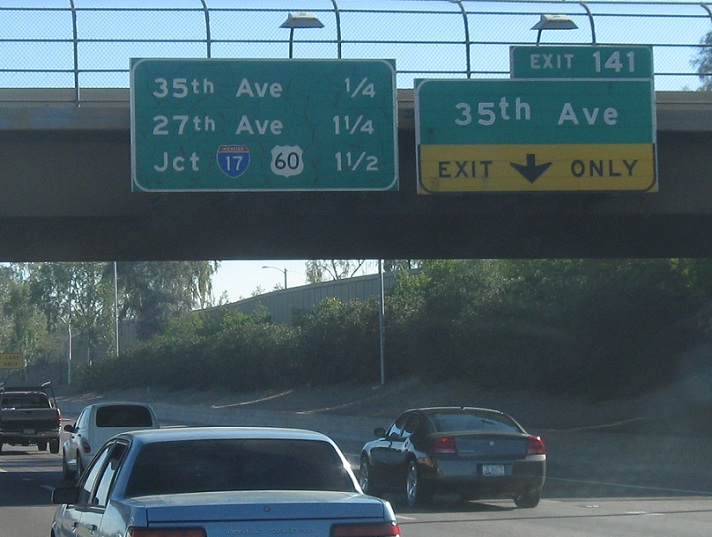 35th Ave 1/4
27th Ave 1 1/4
Jct 17 60 1 1/2
EXIT 141
35th Ave
EXIT ONLY